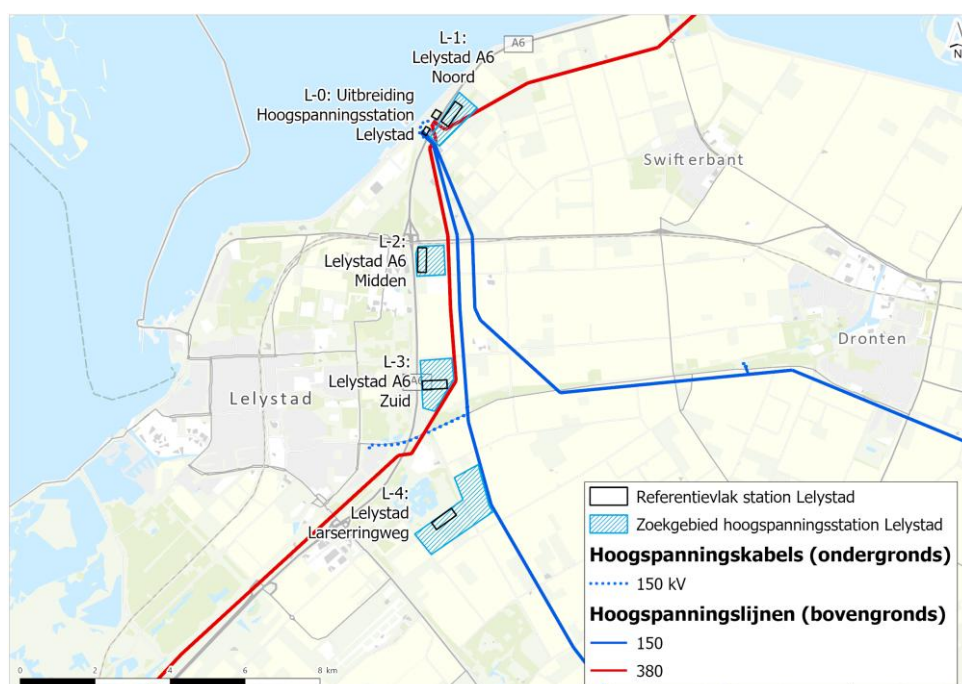 L-1:
Lelystad A6
Noord
A6
N
L-0: Uitbreiding
Hoogspanningsstation
Lelystad
Swifterbant
L-2:
Lelystad A6
Midden
Dronten
L-3:
Lelystad A6
Zuid
Lelystad
L-4:
Lelystad
Larserringweg
Referentievlak station Lelystad
Zoekgebied hoogspanningsstation Lelystad
Hoogspanningskabels (ondergronds)
150 kV
Hoogspanningslijnen (bovengronds)
150
380
0 2 4 6 8 km